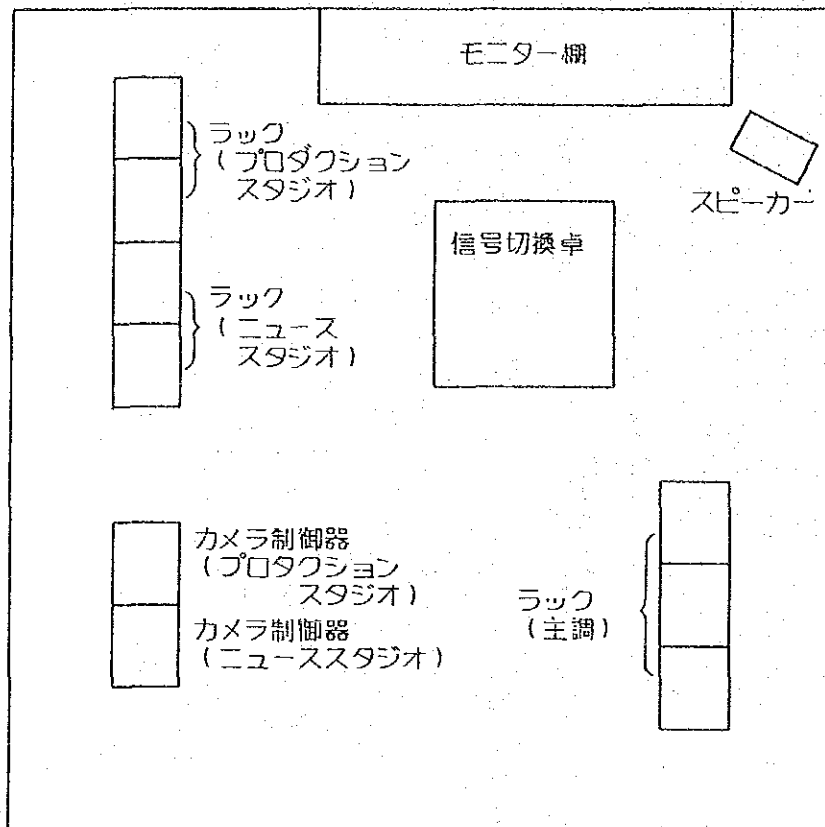 モニター棚
ラック
(プロダクション
スタジオ)
スピーカー
信号切換卓
ラック
(ニュース
スタジオ)
カメラ制御器
(プロタクション
スタジオ)
カメラ制御器
(ニューススタジオ)
ラック
(主調)